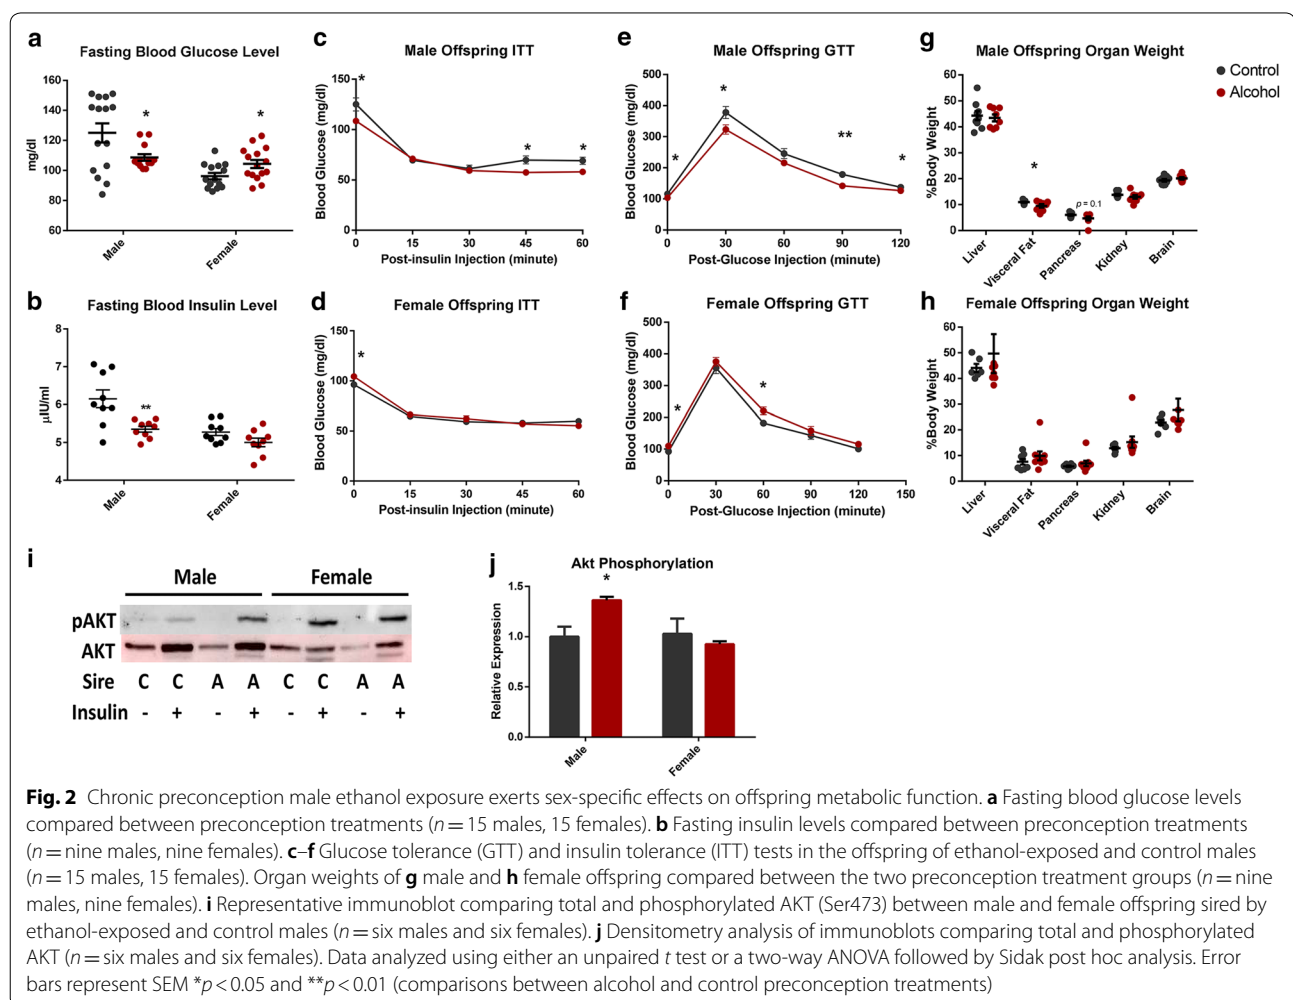 a
Fasting Blood Glucose Level
mg/dl
160
140
120
100
80
60
*
*
Male
Female
b
Fasting Blood Insulin Level
µIU/ml
8
7
6
5
4
**
Male
Female
c
Male Offspring ITT
Blood Glucose (mg/dl)
150
100
50
0
*
*
*
0 15 30 45 60
Post-insulin Injection (minute)
d
Female Offspring ITT
Blood Glucose (mg/dl)
150
100
50
0
*
0 15 30 45 60
Post-insulin Injection (minute)
e
Male Offspring GTT
Blood Glucose (mg/dl)
500
400
300
200
100
0
*
*
**
*
0 30 60 90 120
Post-Glucose Injection (minute)
f
Female Offspring GTT
Blood Glucose (mg/dl)
500
400
300
200
100
0
*
*
0 30 60 90 120 150
Post-Glucose Injection (minute)
g
Male Offspring Organ Weight
Control
Alcohol
%Body Weight
60
50
40
30
20
10
0
*
p = 0.1
Liver
Visceral Fat
Pancreas
Kidney
Brain
h
Female Offspring Organ Weight
%Body Weight
60
50
40
30
20
10
0
Liver
Visceral Fat
Pancreas
Kidney
Brain
i
Male Female
pAKT
AKT
Sire C C A A C C A A
Insulin - + - + - + - +
j
Akt Phosphorylation
Relative Expression
1.5
1.0
0.5
0.0
*
Male
Female
Fig. 2 Chronic preconception male ethanol exposure exerts sex-specific effects on offspring metabolic function. a Fasting blood glucose levels
compared between preconception treatments (n = 15 males, 15 females). b Fasting insulin levels compared between preconception treatments
(n = nine males, nine females). c–f Glucose tolerance (GTT) and insulin tolerance (ITT) tests in the offspring of ethanol-exposed and control males
(n = 15 males, 15 females). Organ weights of g male and h female offspring compared between the two preconception treatment groups (n = nine
males, nine females). i Representative immunoblot comparing total and phosphorylated AKT (Ser473) between male and female offspring sired by
ethanol-exposed and control males (n = six males and six females). j Densitometry analysis of immunoblots comparing total and phosphorylated
AKT (n = six males and six females). Data analyzed using either an unpaired t test or a two-way ANOVA followed by Sidak post hoc analysis. Error
bars represent SEM *p < 0.05 and **p < 0.01 (comparisons between alcohol and control preconception treatments)